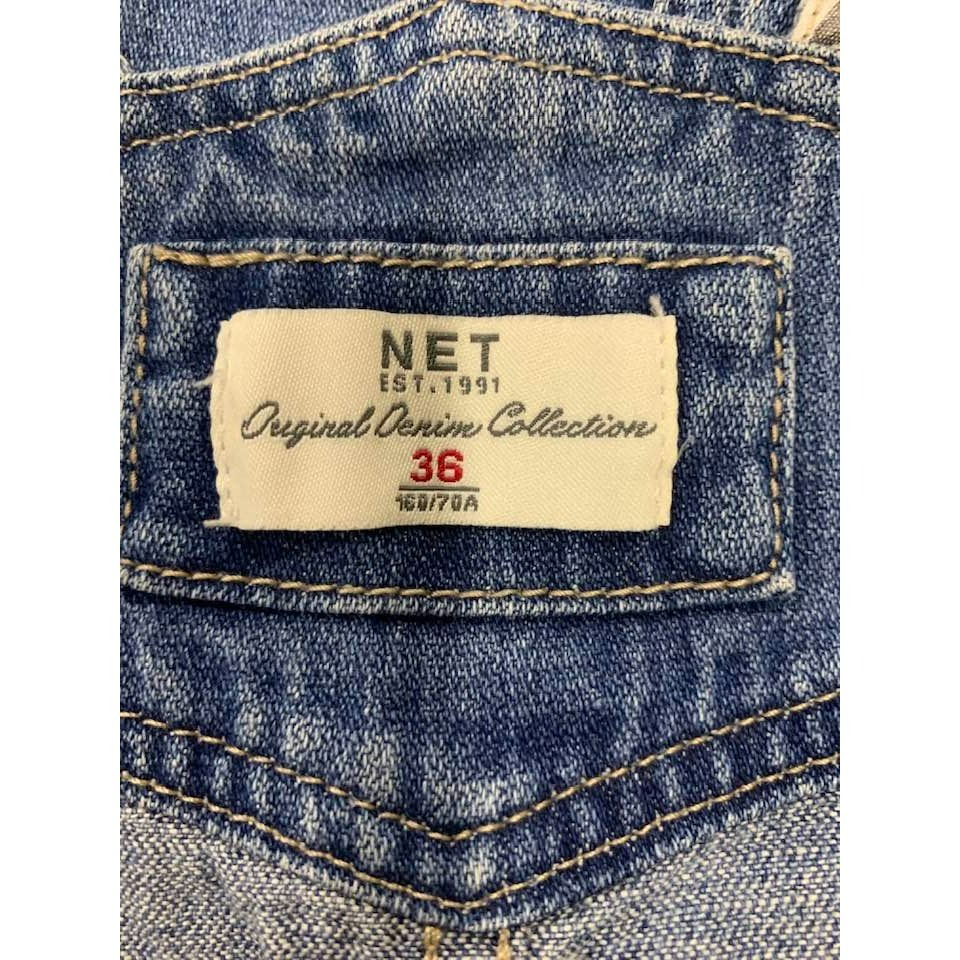 NET
EST.1991
Original Denim Collection
36
160/70A